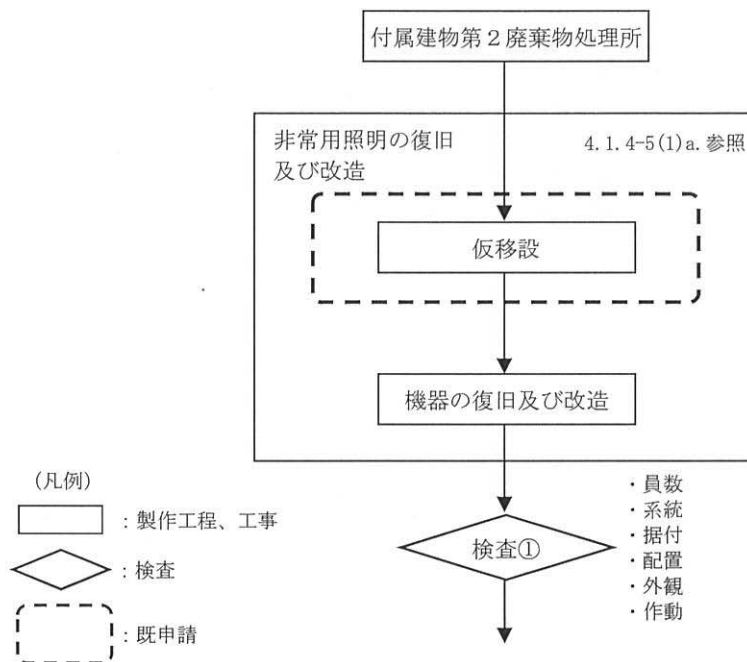 付属建物第2廃棄物処理所
非常用照明の復旧
及び改造
4.1.4-5(1)a.参照
仮移設
機器の復旧及び改造
検査①
・員数
・系統
・据付
・配置
・外観
・作動
(凡例)
：製作工程、工事
：検査
：既申請